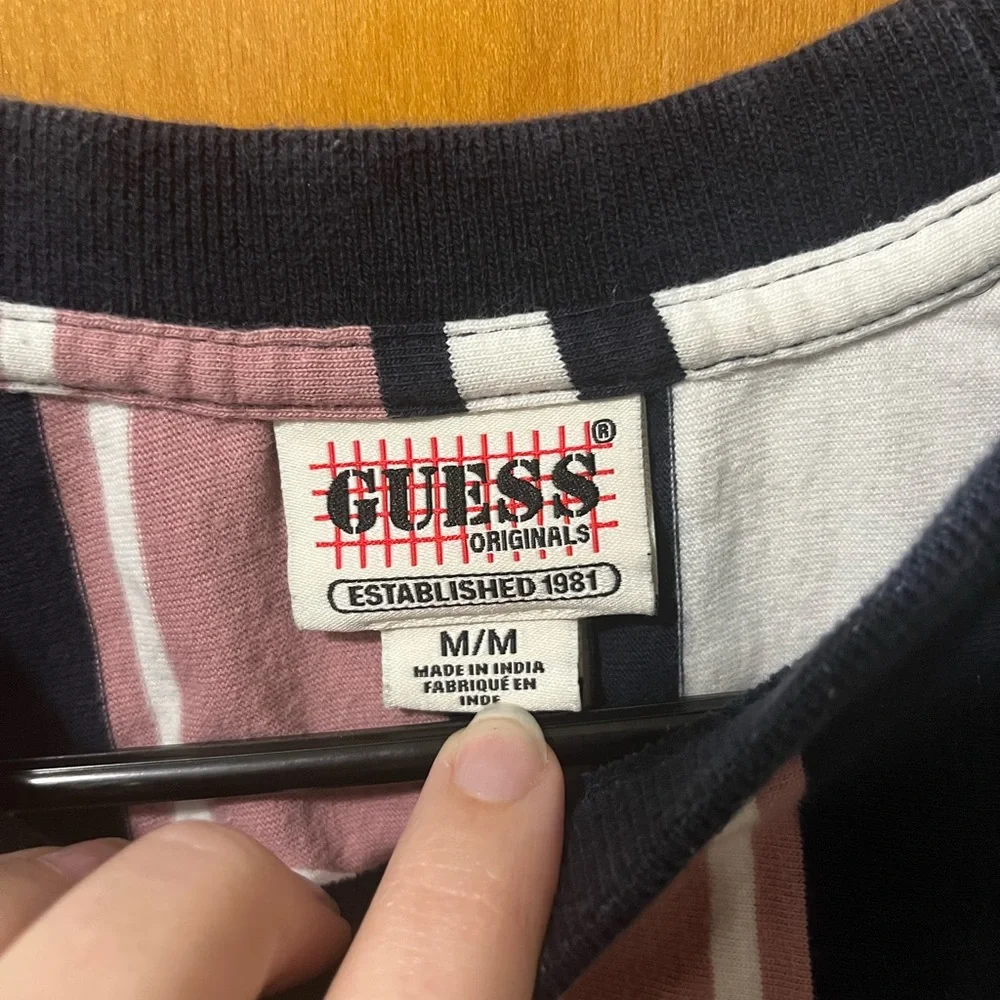 GUESS®
ORIGINALS
ESTABLISHED 1981
M/M
MADE IN INDIA
FABRIQUÉ EN
INDE